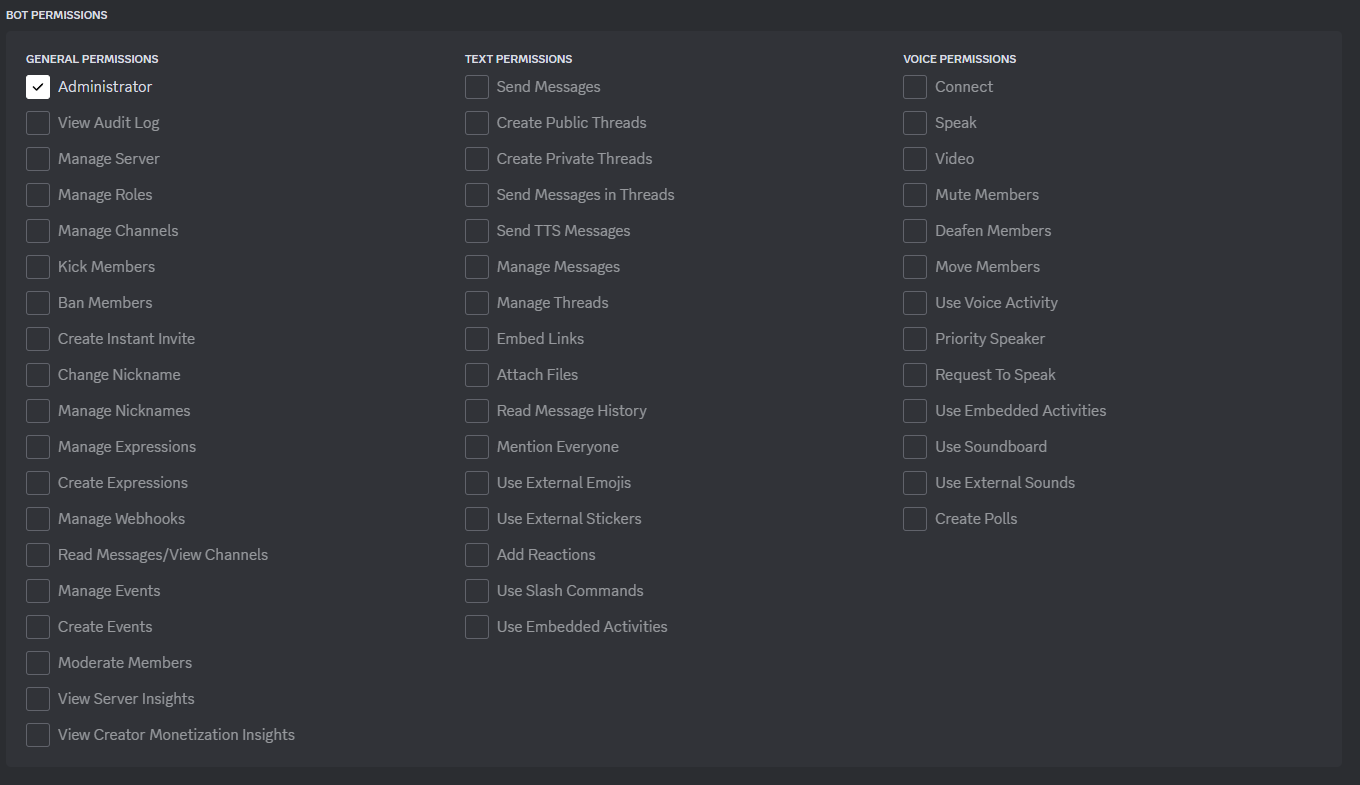 BOT PERMISSIONS
GENERAL PERMISSIONS
Administrator
View Audit Log
Manage Server
Manage Roles
Manage Channels
Kick Members
Ban Members
Create Instant Invite
Change Nickname
Manage Nicknames
Manage Expressions
Create Expressions
Manage Webhooks
Read Messages/View Channels
Manage Events
Create Events
Moderate Members
View Server Insights
View Creator Monetization Insights
TEXT PERMISSIONS
Send Messages
Create Public Threads
Create Private Threads
Send Messages in Threads
Send TTS Messages
Manage Messages
Manage Threads
Embed Links
Attach Files
Read Message History
Mention Everyone
Use External Emojis
Use External Stickers
Add Reactions
Use Slash Commands
Use Embedded Activities
VOICE PERMISSIONS
Connect
Speak
Video
Mute Members
Deafen Members
Move Members
Use Voice Activity
Priority Speaker
Request To Speak
Use Embedded Activities
Use Soundboard
Use External Sounds
Create Polls